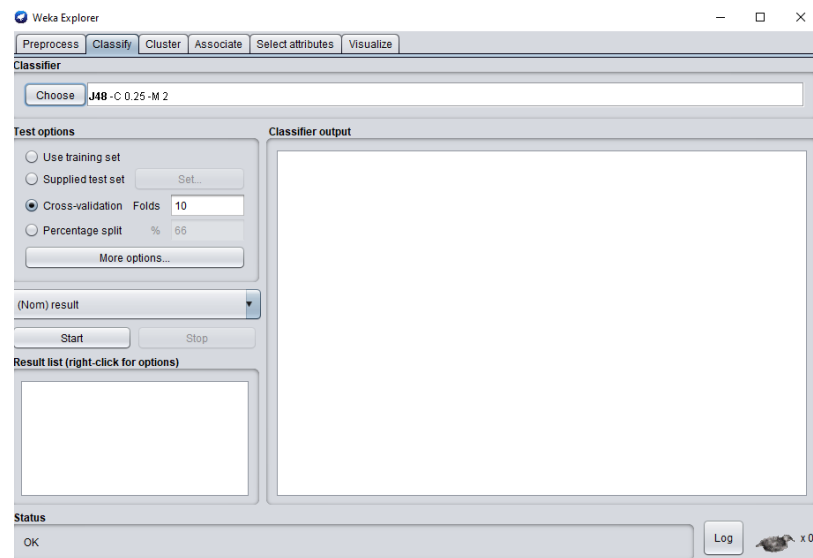 Weka Explorer
Preprocess Classify Cluster Associate Select attributes Visualize
Classifier
Choose J48 -C 0.25 -M 2
Test options
Use training set
Supplied test set Set...
Cross-validation Folds 10
Percentage split % 66
More options...
(Nom) result
Start Stop
Result list (right-click for options)
Classifier output
Status
OK
Log x 0